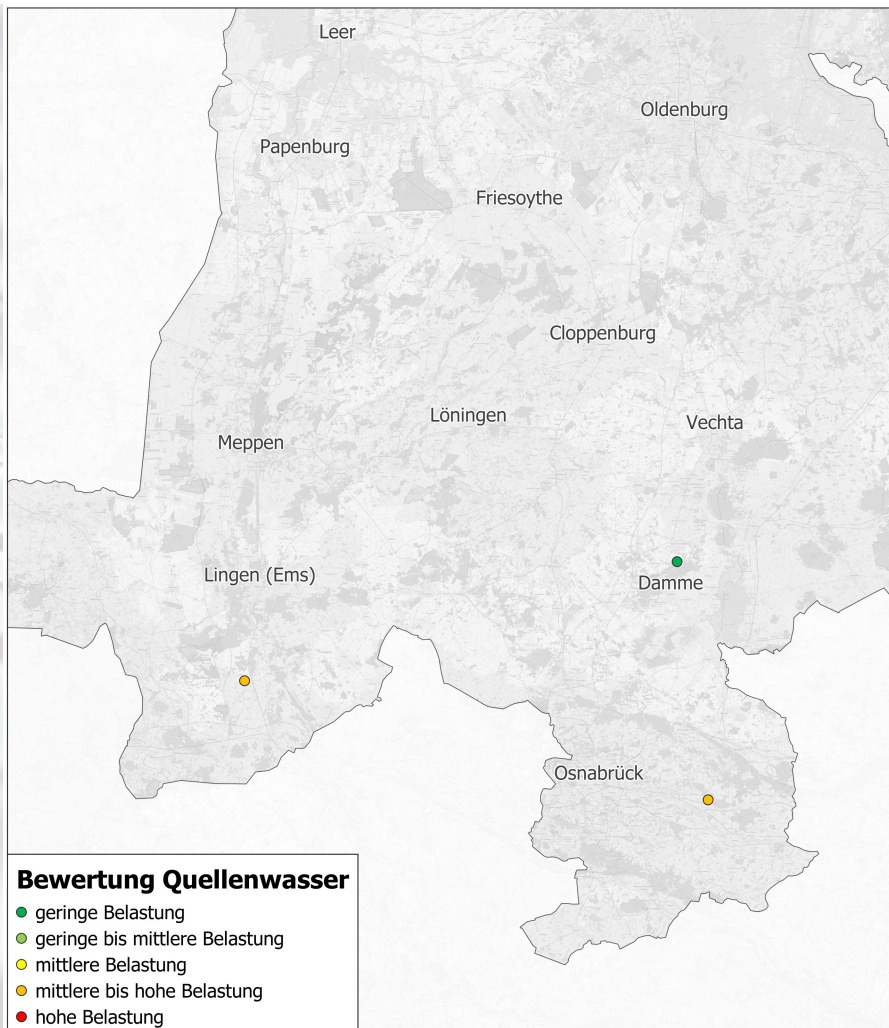 Leer
Oldenburg
Papenburg
Friesoythe
Cloppenburg
Löningen
Vechta
Meppen
Lingen (Ems)
Damme
Osnabrück
Bewertung Quellenwasser
geringe Belastung
geringe bis mittlere Belastung
mittlere Belastung
mittlere bis hohe Belastung
hohe Belastung